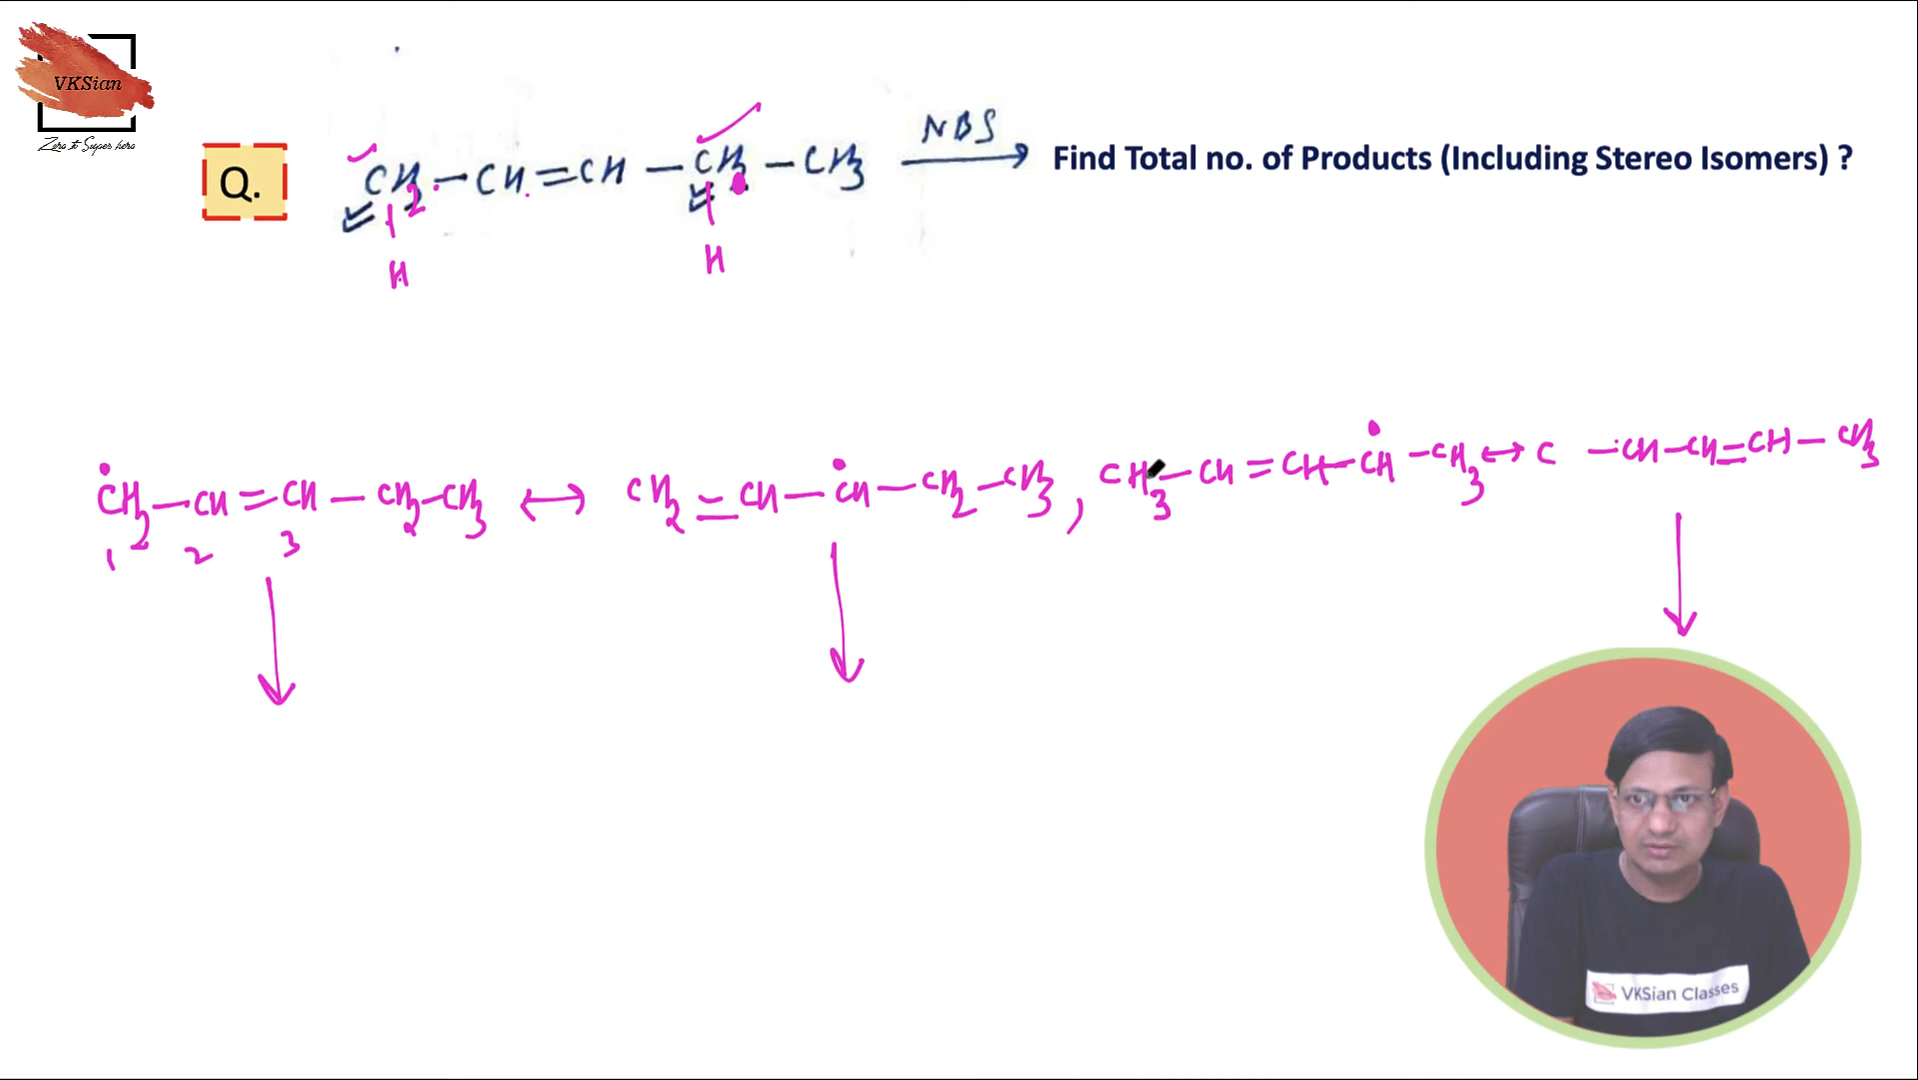 VKSian
Zero to Super hero
Q. CH3 - CH = CH - CH2 - CH3 NBS → Find Total no. of Products (Including Stereo Isomers) ?
2
H H
ĊH2 - CH = CH - CH2 - CH3 ↔ CH2 = CH - ĊH - CH2 - CH3 , CH3 - CH = CH - ĊH - CH3 ↔ C - ĊH - CH = CH - CH3
1 2 3
VKSian Classes